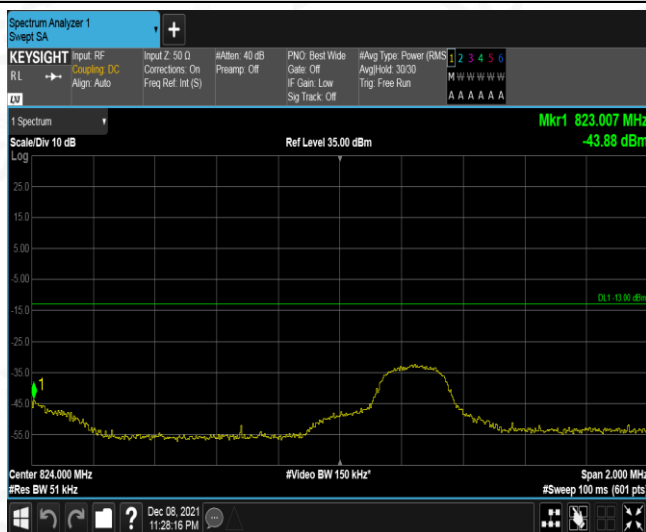 Spectrum Analyzer 1
Swept SA
+
KEYSIGHT
RL
LXI
Input: RF
Coupling: DC
Align: Auto
Input Z: 50 Ω
Corrections: On
Freq Ref: Int (S)
#Atten: 40 dB
Preamp: Off
PNO: Best Wide
Gate: Off
IF Gain: Low
Sig Track: Off
#Avg Type: Power (RMS
Avg|Hold: 30/30
Trig: Free Run
1 2 3 4 5 6
M W W W W W
A A A A A A
1 Spectrum
Scale/Div 10 dB
Ref Level 35.00 dBm
Mkr1 823.007 MHz
-43.88 dBm
Log
25.0
15.0
5.00
-5.00
DL1 -13.00 dBm
-15.0
-25.0
-35.0
1
-45.0
-55.0
Center 824.000 MHz
#Res BW 51 kHz
#Video BW 150 kHz*
Span 2.000 MHz
#Sweep 100 ms (601 pts)
?
Dec 08, 2021
11:28:16 PM